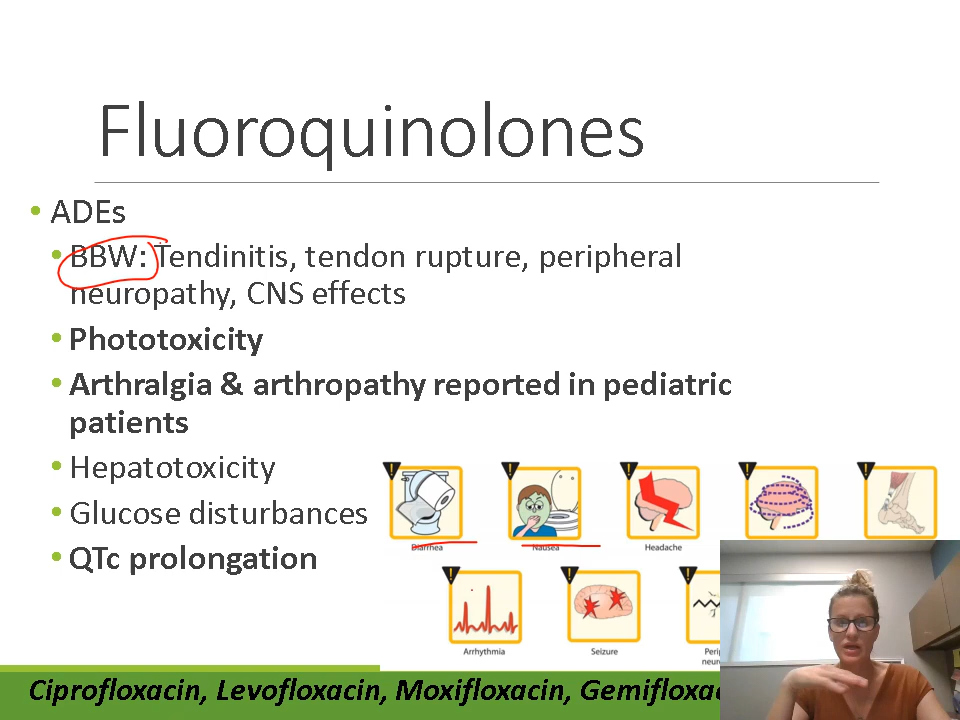 Fluoroquinolones
• ADEs
• BBW: Tendinitis, tendon rupture, peripheral
neuropathy, CNS effects
• Phototoxicity
• Arthralgia & arthropathy reported in pediatric
patients
• Hepatotoxicity
• Glucose disturbances
• QTc prolongation
Diarrhea
Nausea
Headache
Arrhythmia
Seizure
Ciprofloxacin, Levofloxacin, Moxifloxacin,